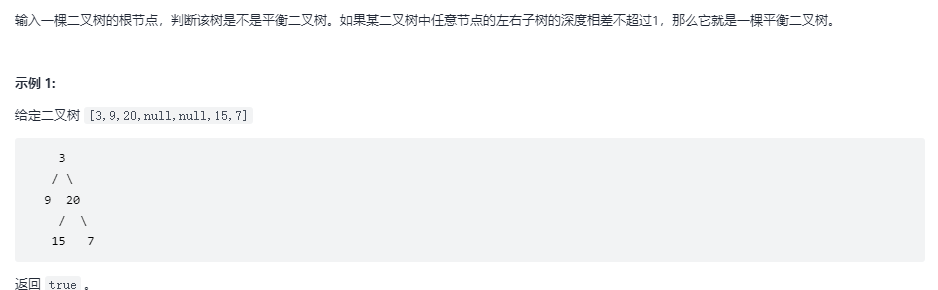 输入一棵二叉树的根节点，判断该树是不是平衡二叉树。如果某二叉树中任意节点的左右子树的深度相差不超过1，那么它就是一棵平衡二叉树。
示例 1:
给定二叉树 [3,9,20,null,null,15,7]
3
/ \
9 20
/ \
15 7
返回 true 。